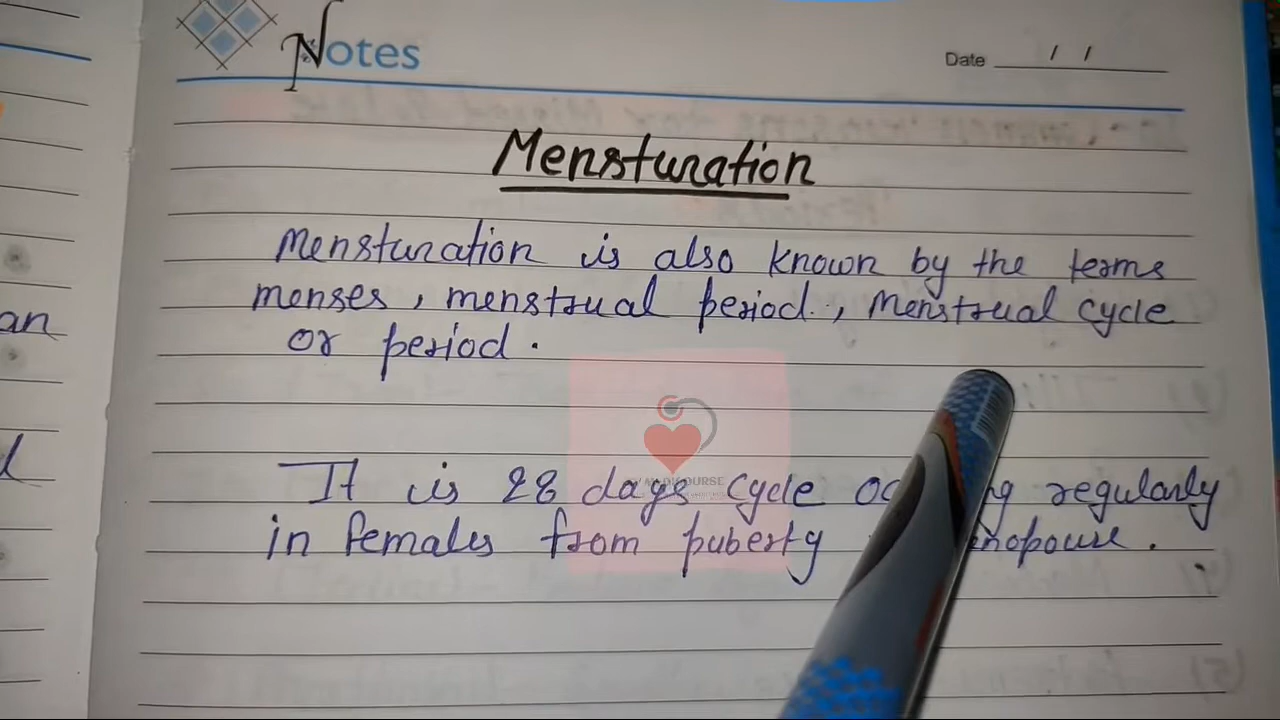 Notes
Date / /
Mensturation
Mensturation is also known by the terms
menses, menstrual period., Menstrual cycle
or period.
It is 28 days cycle regularly
in females from puberty
an